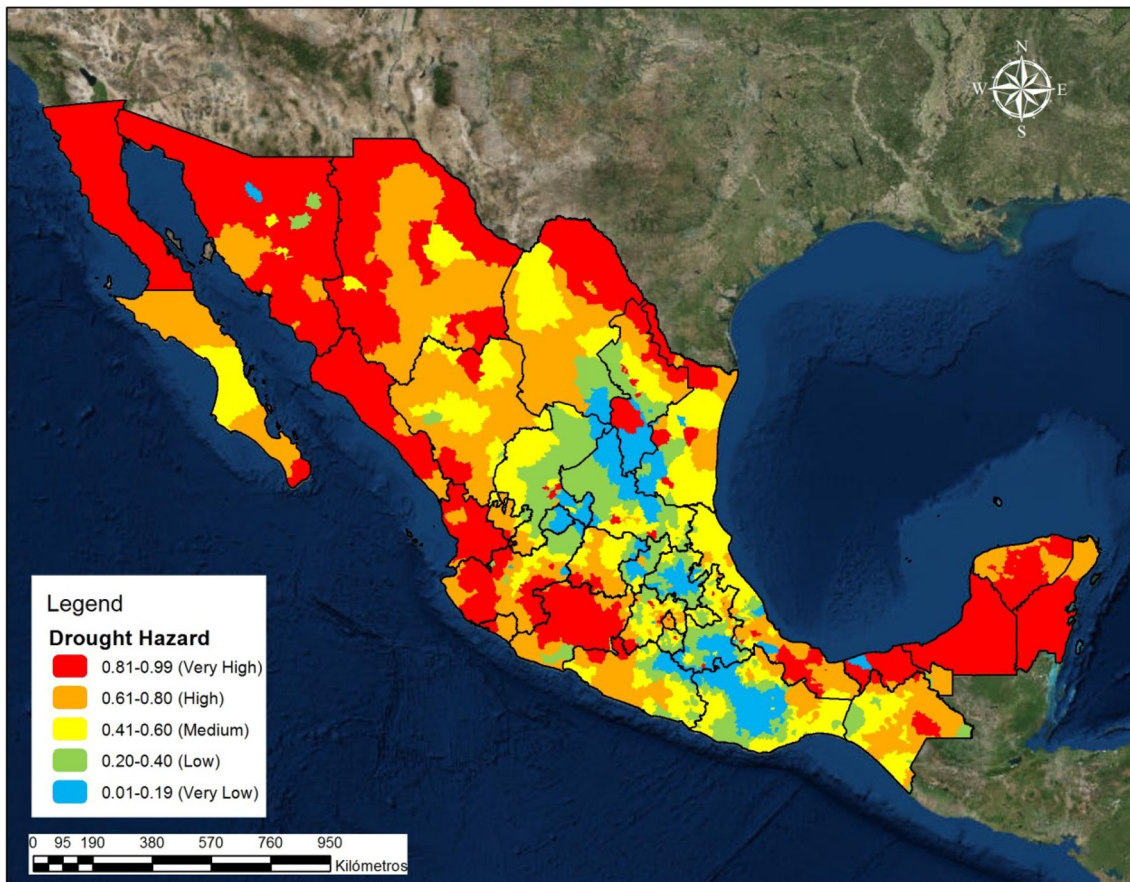 N
W E
S
Legend
Drought Hazard
0.81-0.99 (Very High)
0.61-0.80 (High)
0.41-0.60 (Medium)
0.20-0.40 (Low)
0.01-0.19 (Very Low)
0 95 190 380 570 760 950
Kilómetros